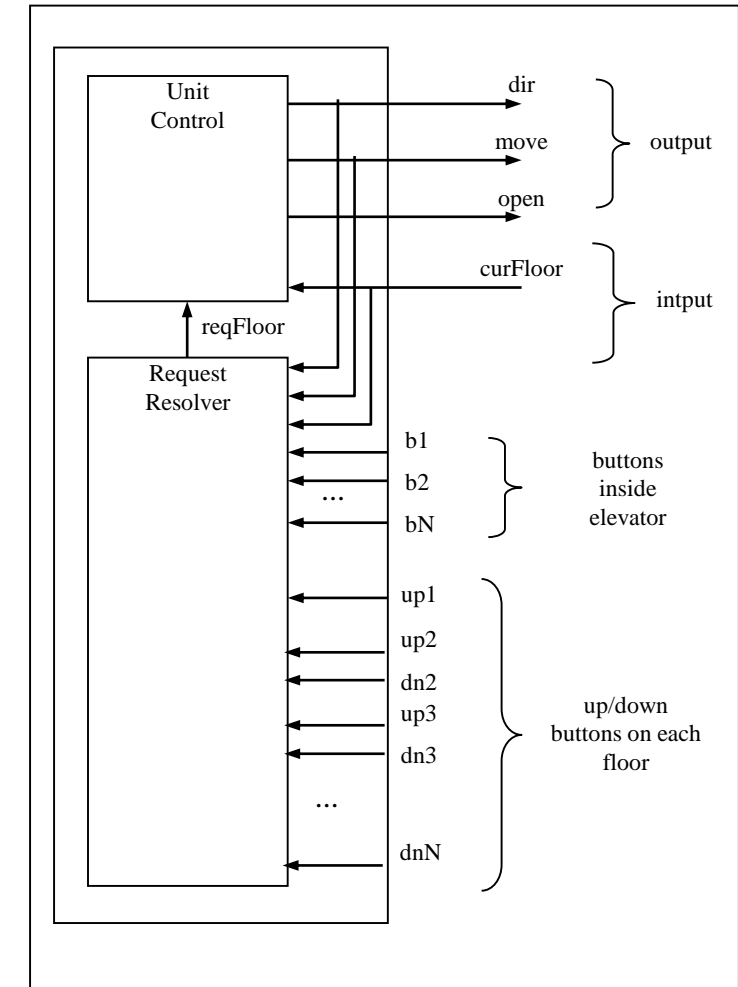 Unit
Control
dir
move
open
output
curFloor
intput
reqFloor
Request
Resolver
b1
b2
...
bN
buttons
inside
elevator
up1
up2
dn2
up3
dn3
...
dnN
up/down
buttons on each
floor